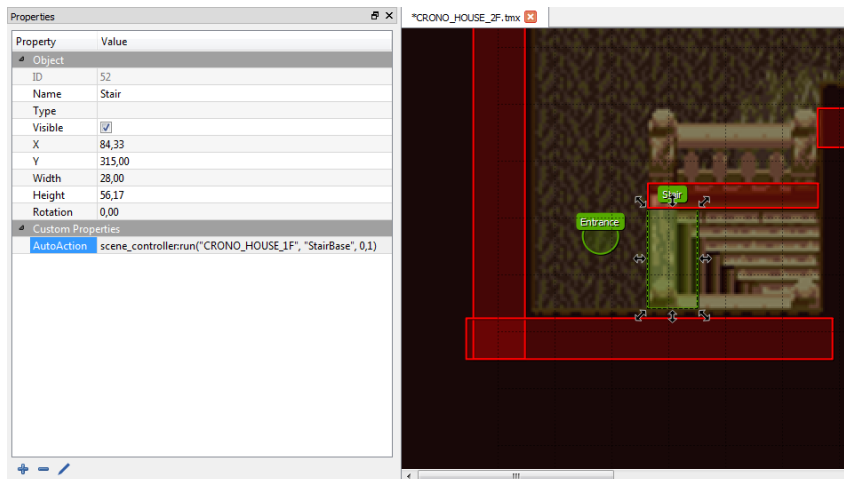 Properties
*CRONO_HOUSE_2F.tmx
Property Value
Object
ID 52
Name Stair
Type
Visible
X 84,33
Y 315,00
Width 28,00
Height 56,17
Rotation 0,00
Custom Properties
AutoAction scene_controller:run("CRONO_HOUSE_1F", "StairBase", 0,1)
Stair
Entrance